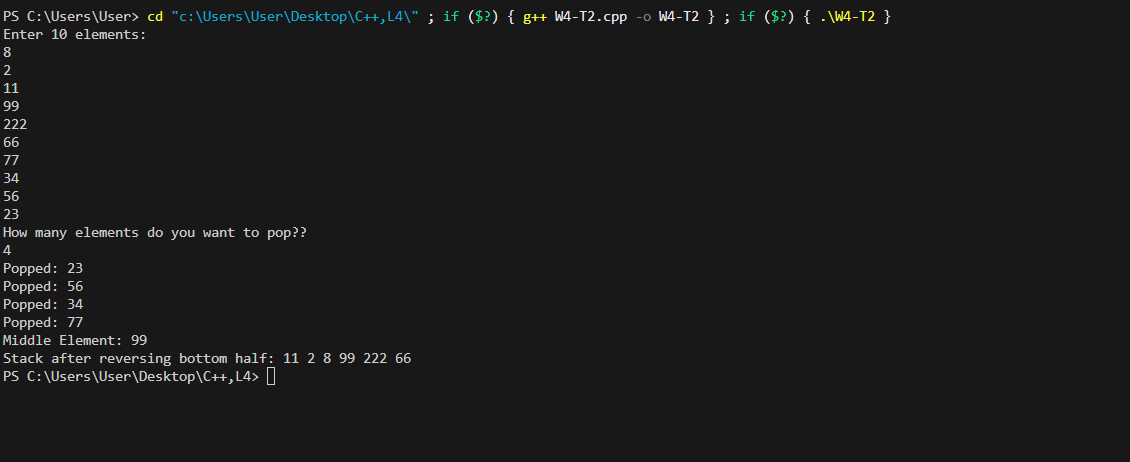 PS C:\Users\User> cd "c:\Users\User\Desktop\C++,L4\" ; if ($?) { g++ W4-T2.cpp -o W4-T2 } ; if ($?) { .\W4-T2 }
Enter 10 elements:
8
2
11
99
222
66
77
34
56
23
How many elements do you want to pop??
4
Popped: 23
Popped: 56
Popped: 34
Popped: 77
Middle Element: 99
Stack after reversing bottom half: 11 2 8 99 222 66
PS C:\Users\User\Desktop\C++,L4>